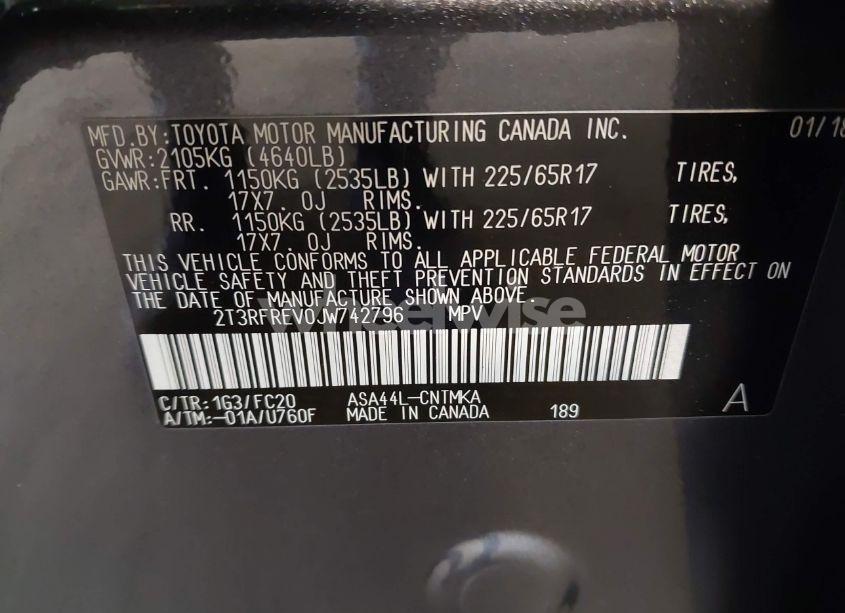 MFD.BY:TOYOTA MOTOR MANUFACTURING CANADA INC. 01/18
GVWR:2105KG (4640LB)
GAWR:FRT. 1150KG (2535LB) WITH 225/65R17 TIRES,
17X7. 0J RIMS.
RR. 1150KG (2535LB) WITH 225/65R17 TIRES,
17X7. 0J RIMS.
THIS VEHICLE CONFORMS TO ALL APPLICABLE FEDERAL MOTOR
VEHICLE SAFETY AND THEFT PREVENTION STANDARDS IN EFFECT ON
THE DATE OF MANUFACTURE SHOWN ABOVE.
2T3RFREV0JW742796 MPV
wheelwise
C/TR:1G3/FC20 ASA44L-CNTMKA
A/TM:-01A/U760F MADE IN CANADA 189 A